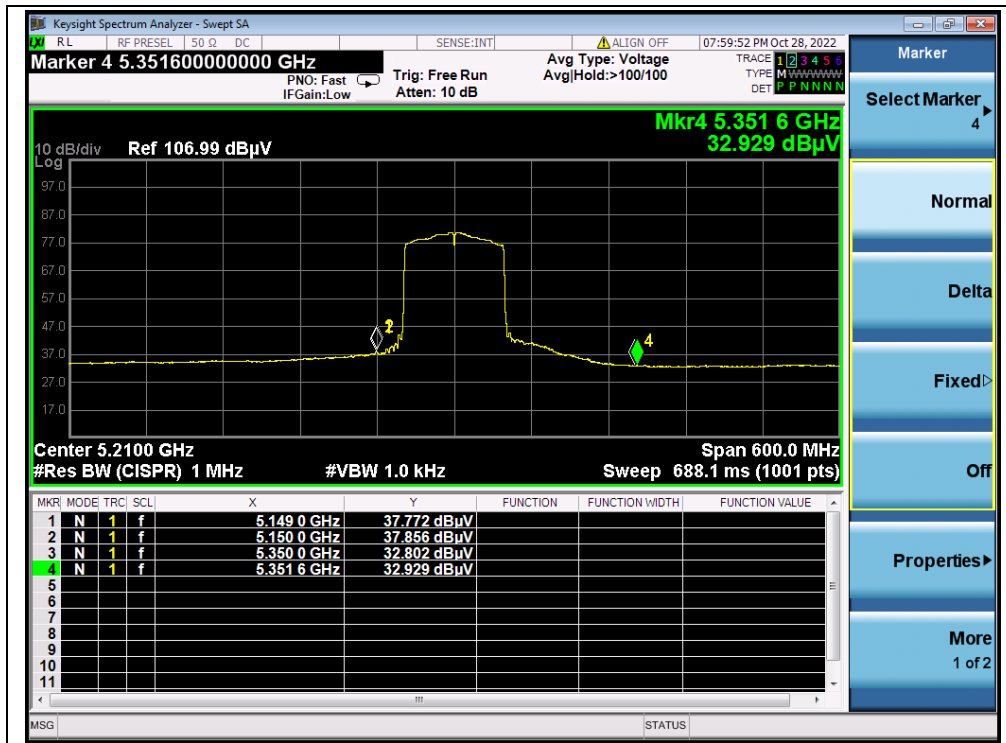 Keysight Spectrum Analyzer - Swept SA
LXI RL RF PRESEL 50 Ω DC SENSE:INT ALIGN OFF 07:59:52 PM Oct 28, 2022
Marker 4 5.351600000000 GHz
PNO: Fast
IFGain:Low
Trig: Free Run
Atten: 10 dB
Avg Type: Voltage
Avg|Hold:>100/100
TRACE 1 2 3 4 5 6
TYPE M W W W W W
DET P P N N N N
Mkr4 5.351 6 GHz
32.929 dBµV
10 dB/div Ref 106.99 dBµV
Log
97.0
87.0
77.0
67.0
57.0
47.0
37.0
27.0
17.0
2
4
Center 5.2100 GHz Span 600.0 MHz
#Res BW (CISPR) 1 MHz #VBW 1.0 kHz Sweep 688.1 ms (1001 pts)
MKR MODE TRC SCL X Y FUNCTION FUNCTION WIDTH FUNCTION VALUE
1 N 1 f 5.149 0 GHz 37.772 dBµV
2 N 1 f 5.150 0 GHz 37.856 dBµV
3 N 1 f 5.350 0 GHz 32.802 dBµV
4 N 1 f 5.351 6 GHz 32.929 dBµV
5
6
7
8
9
10
11
MSG STATUS
Marker
Select Marker
4
Normal
Delta
Fixed
Off
Properties
More
1 of 2